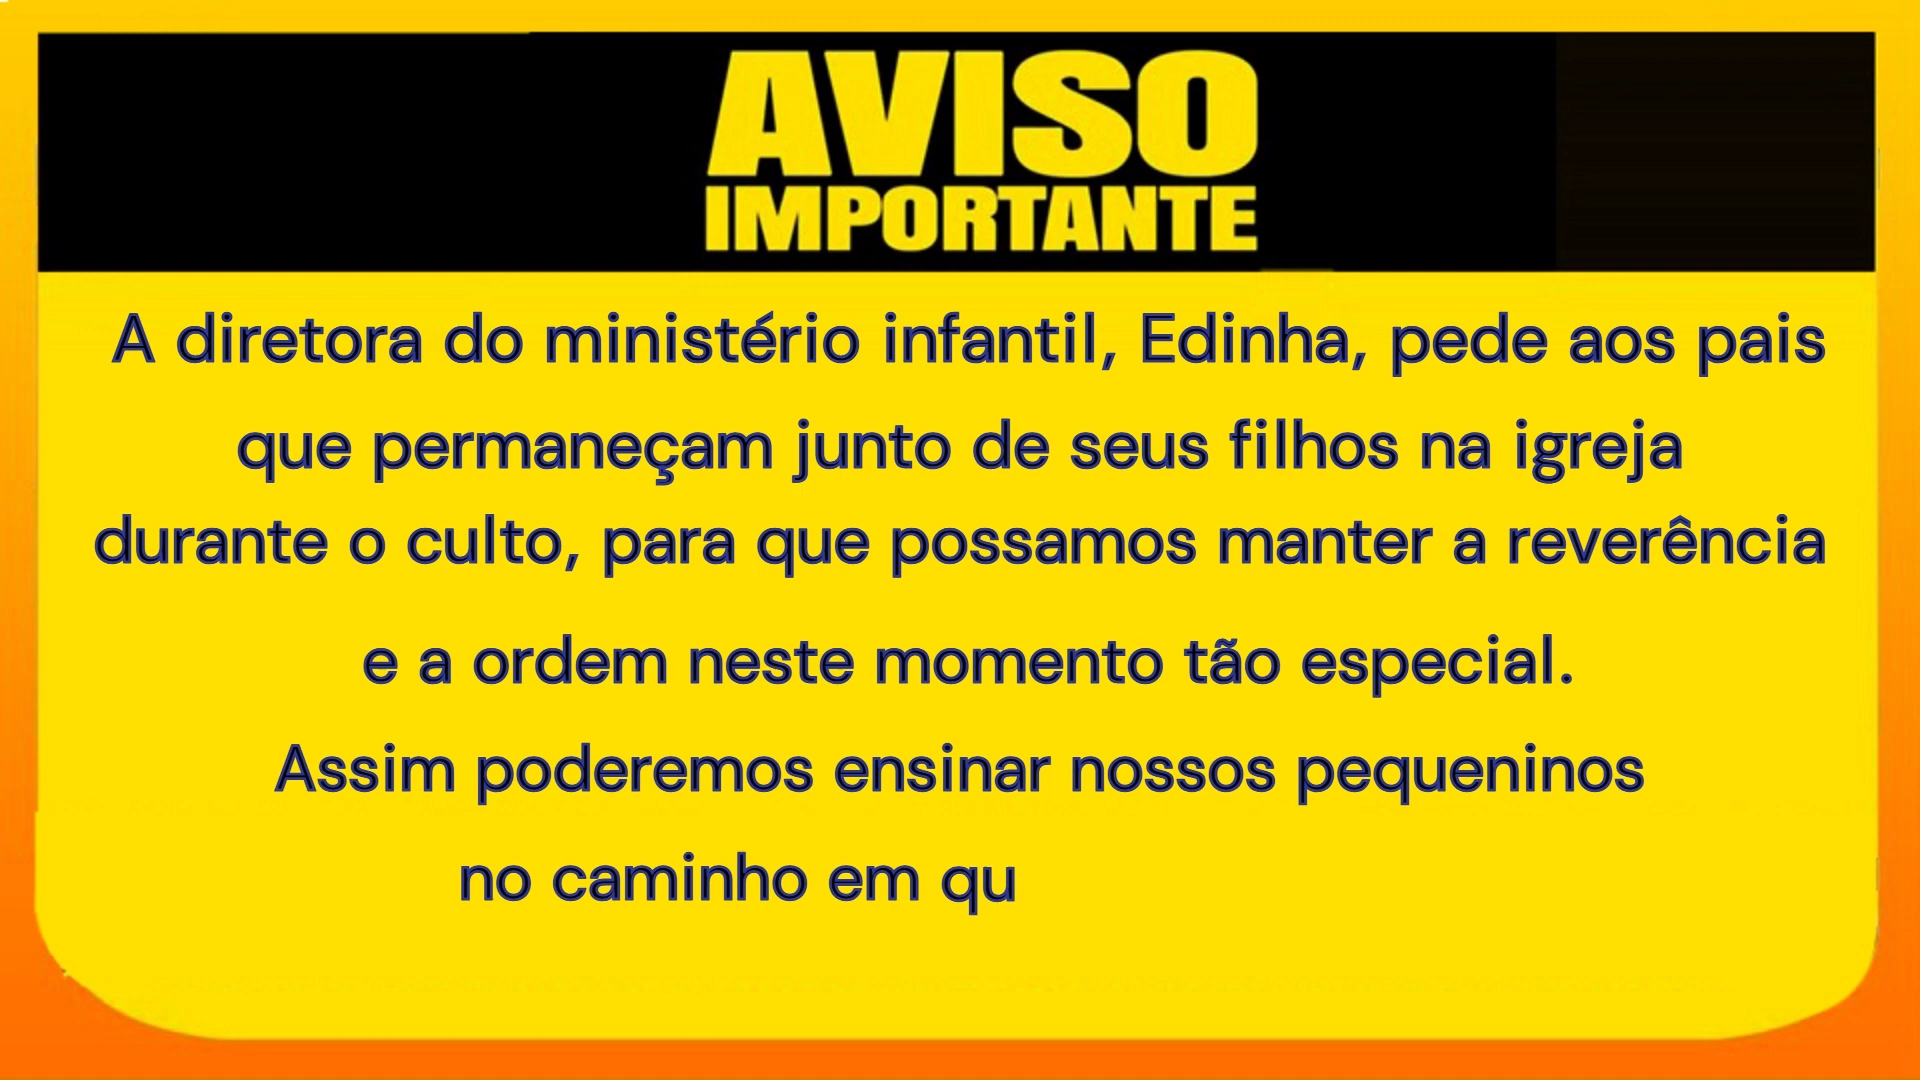 AVISO
IMPORTANTE
A diretora do ministério infantil, Edinha, pede aos pais
que permaneçam junto de seus filhos na igreja
durante o culto, para que possamos manter a reverência
e a ordem neste momento tão especial.
Assim poderemos ensinar nossos pequeninos
no caminho em qu